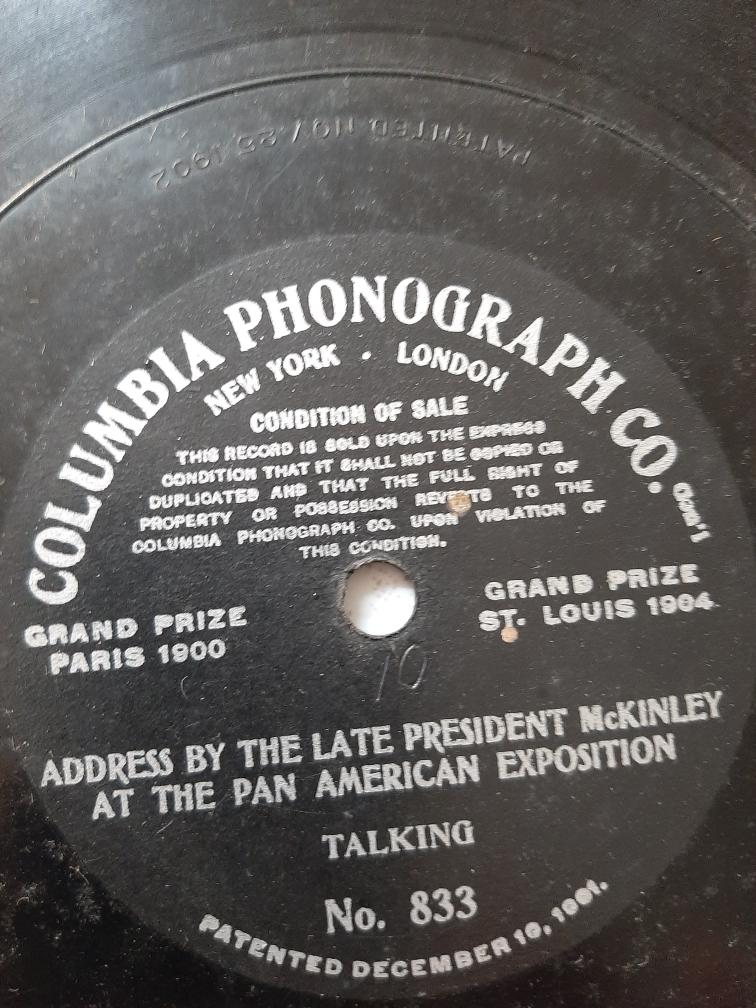 PATENTED NOV 25 1902
COLUMBIA PHONOGRAPH CO. Gen'l
NEW YORK . LONDON
CONDITION OF SALE
THIS RECORD IS SOLD UPON THE EXPRESS
CONDITION THAT IT SHALL NOT BE COPIED OR
DUPLICATED AND THAT THE FULL RIGHT OF
PROPERTY OR POSSESSION REVERTS TO THE
COLUMBIA PHONOGRAPH CO. UPON VIOLATION OF
THIS CONDITION.
GRAND PRIZE
PARIS 1900
GRAND PRIZE
ST. LOUIS 1904.
10
ADDRESS BY THE LATE PRESIDENT McKINLEY
AT THE PAN AMERICAN EXPOSITION
TALKING
No. 833
PATENTED DECEMBER 10, 1901.